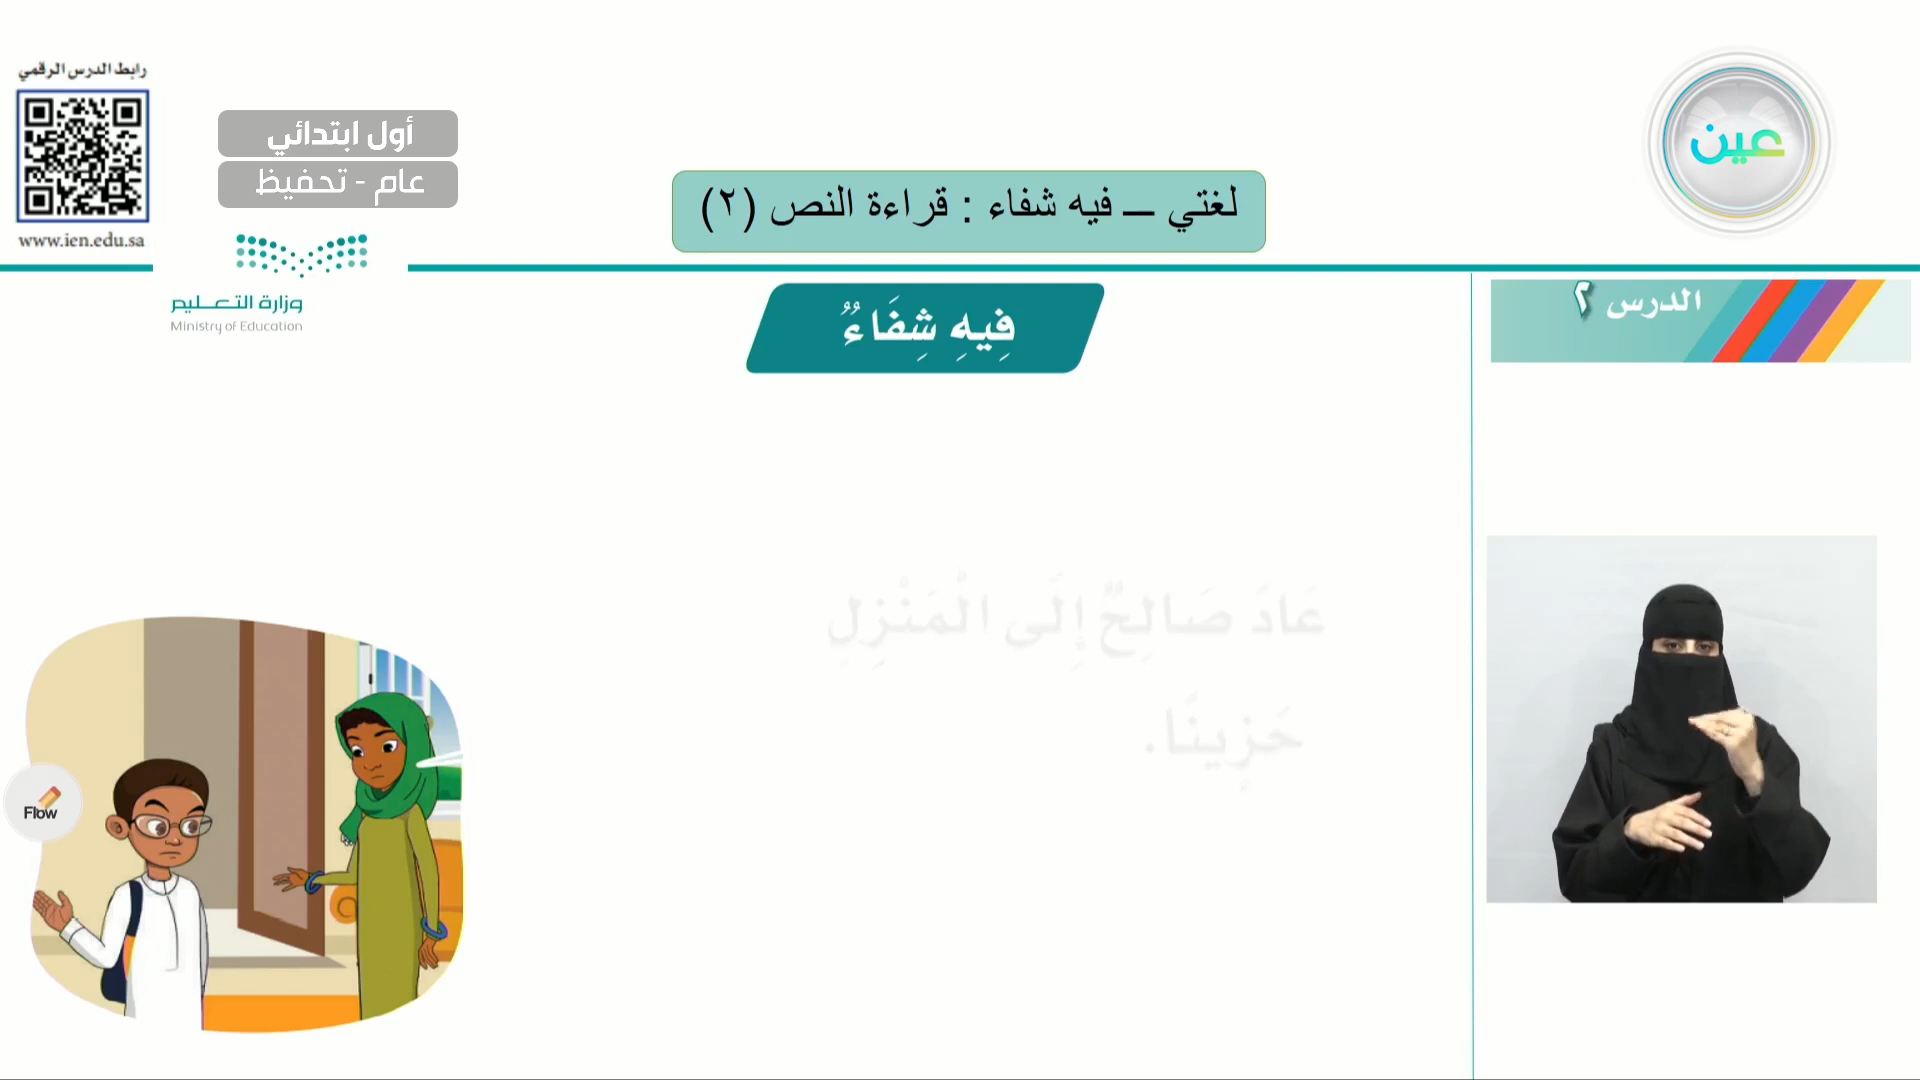 رابط الدرس الرقمي
www.ien.edu.sa
أول ابتدائي
عام - تحفيظ
وزارة التعـليم
Ministry of Education
لغتي ــ فيه شفاء : قراءة النص (٢)
عين
فِيهِ شِفَاءٌ
الدرس ٢
عَادَ صَالِحٌ إِلَى الْمَنْزِلِ
حَزِينًا.
Flow